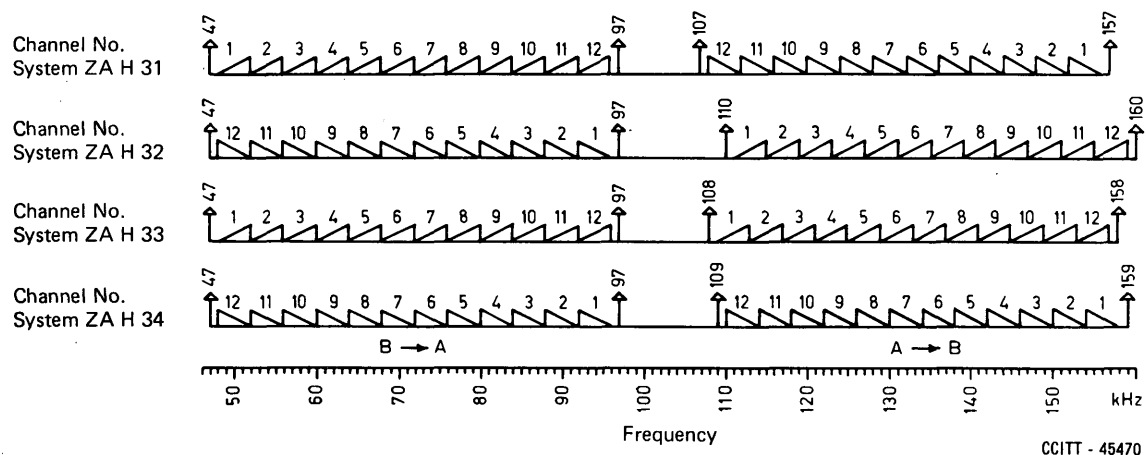 47 97 107 157
Channel No. 1 2 3 4 5 6 7 8 9 10 11 12 12 11 10 9 8 7 6 5 4 3 2 1
System ZA H 31
47 97 110 160
Channel No. 12 11 10 9 8 7 6 5 4 3 2 1 1 2 3 4 5 6 7 8 9 10 11 12
System ZA H 32
47 97 108 158
Channel No. 1 2 3 4 5 6 7 8 9 10 11 12 1 2 3 4 5 6 7 8 9 10 11 12
System ZA H 33
47 97 109 159
Channel No. 12 11 10 9 8 7 6 5 4 3 2 1 12 11 10 9 8 7 6 5 4 3 2 1
System ZA H 34
B → A A → B
50 60 70 80 90 100 110 120 130 140 150 kHz
Frequency
CCITT - 45470